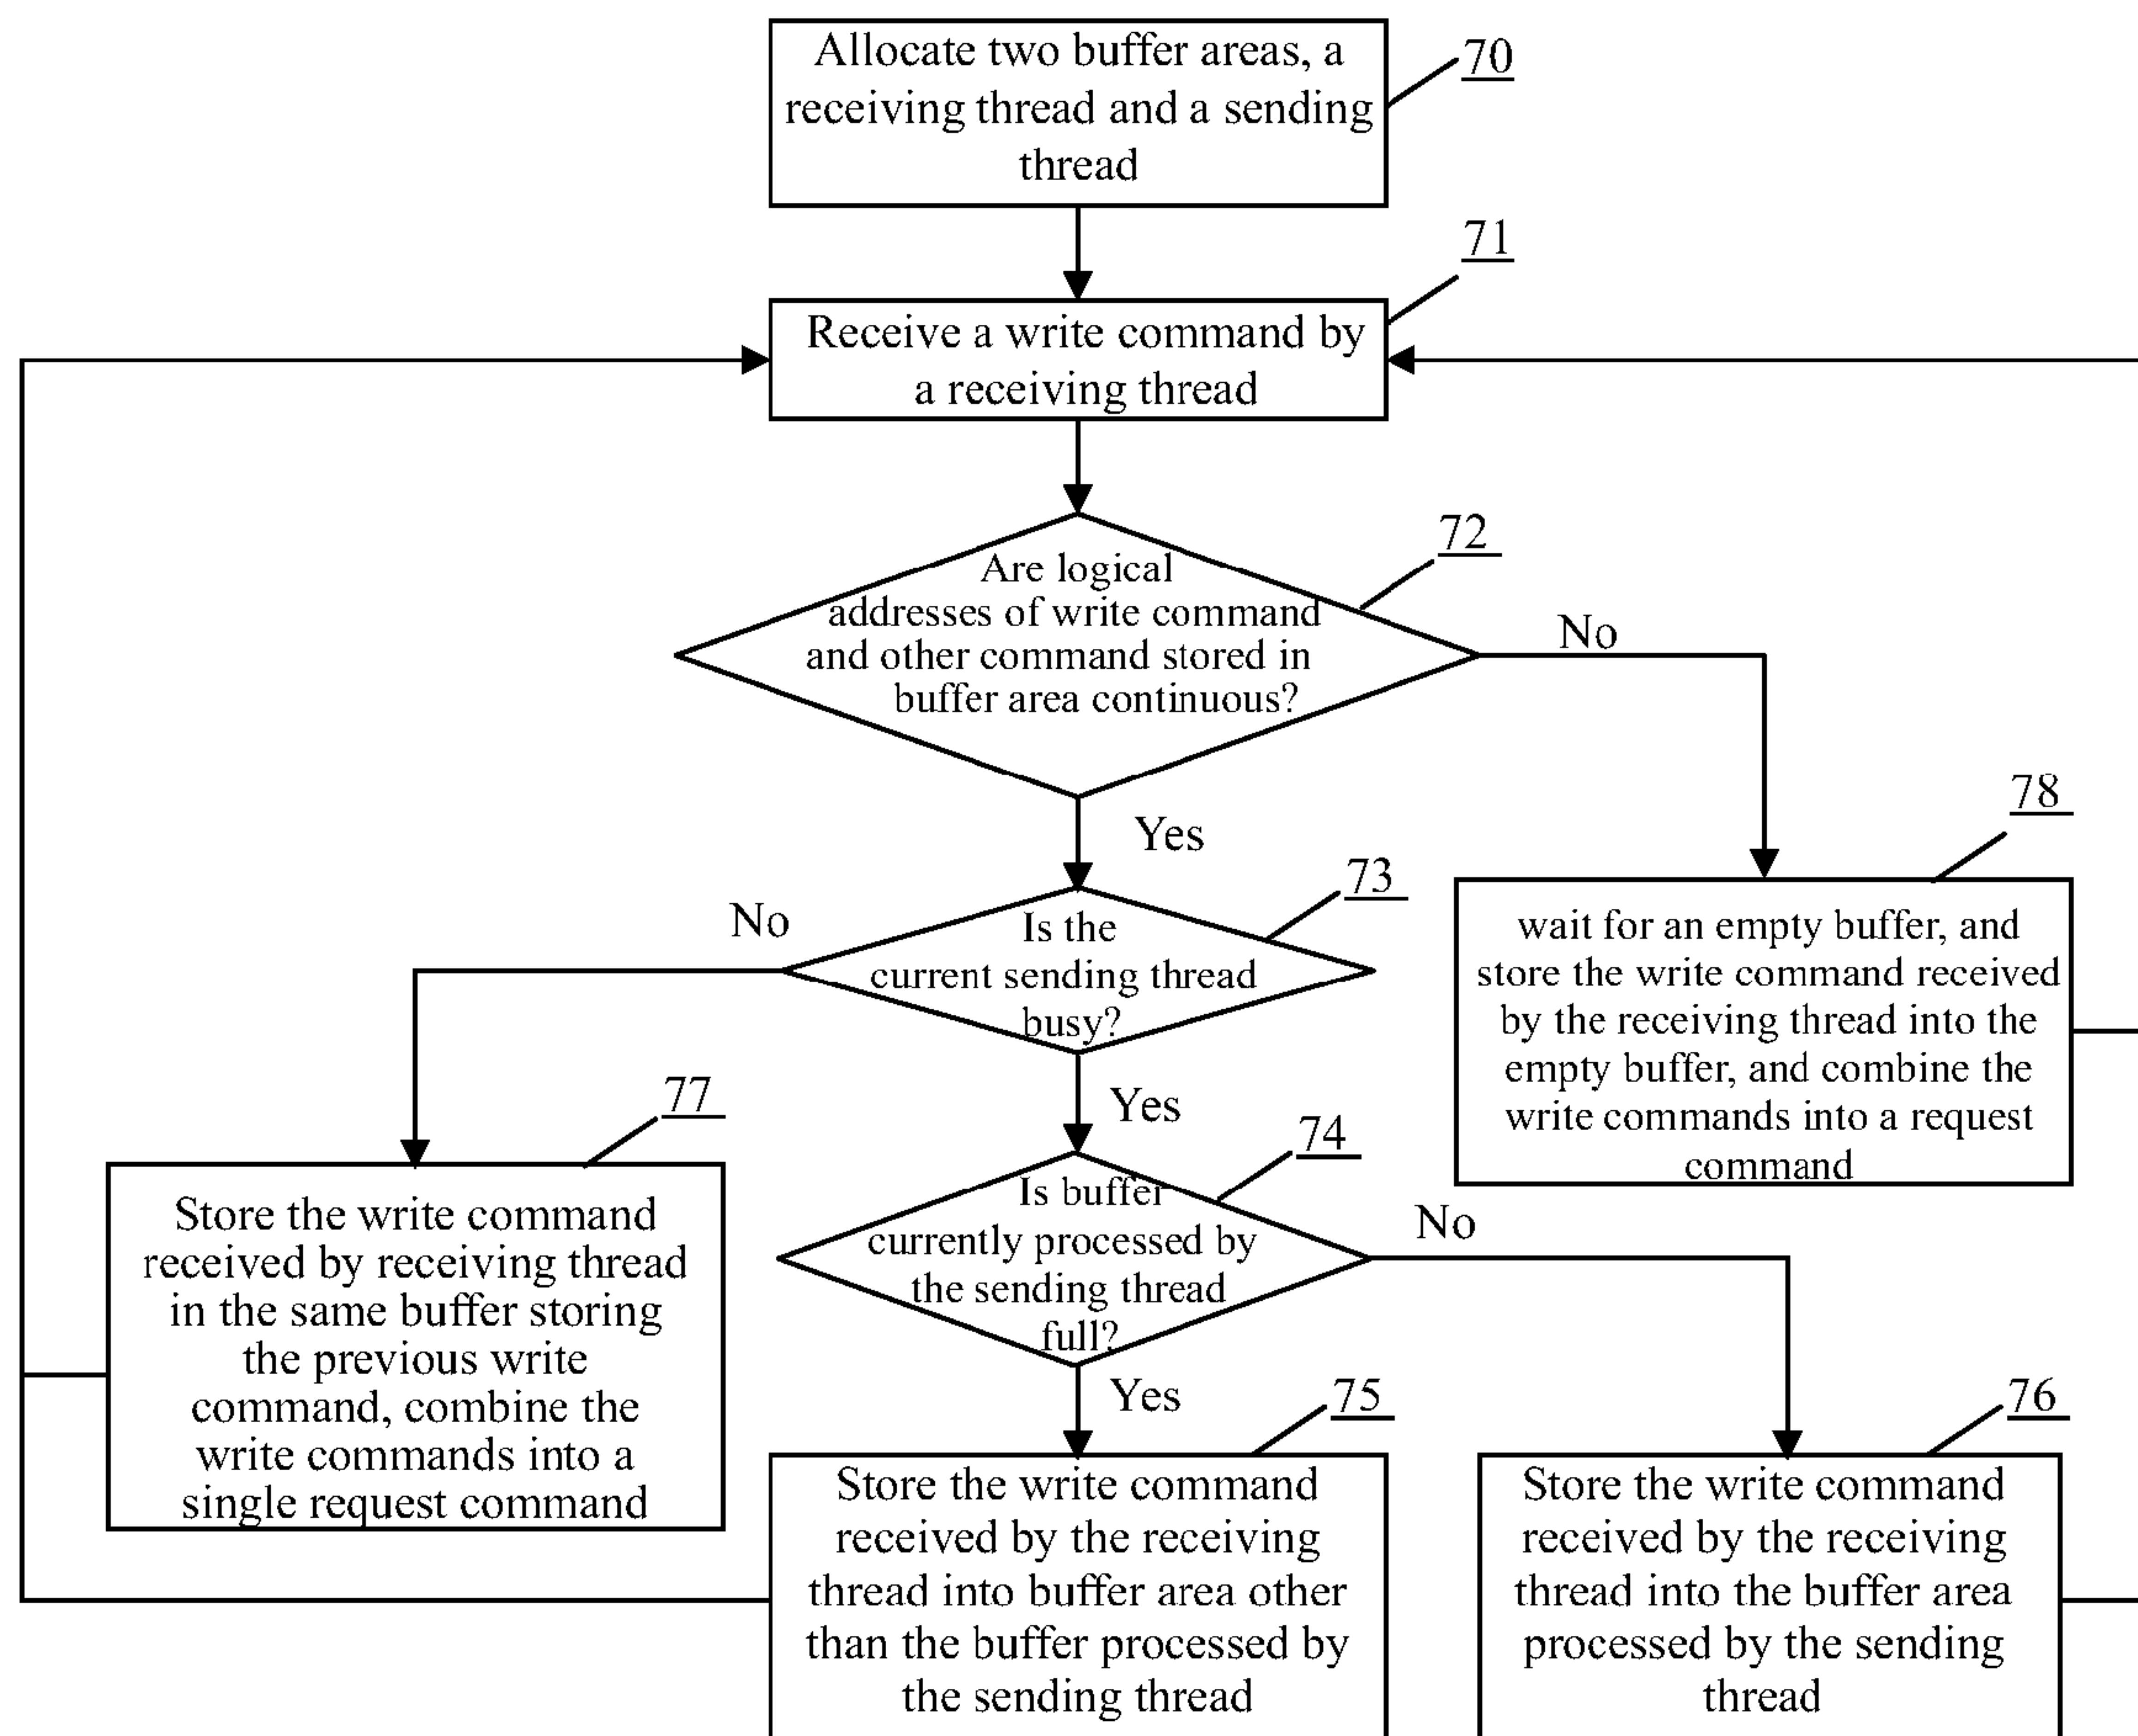 Allocate two buffer areas, a
receiving thread and a sending
thread
70
71
Receive a write command by
a receiving thread
72
Are logical
addresses of write command
and other command stored in
buffer area continuous?
No
Yes
78
wait for an empty buffer, and
store the write command received
by the receiving thread into the
empty buffer, and combine the
write commands into a request
command
73
No
Is the
current sending thread
busy?
Yes
77
Store the write command
received by receiving thread
in the same buffer storing
the previous write
command, combine the
write commands into a
single request command
74
Is buffer
currently processed by
the sending thread
full?
No
Yes
75
Store the write command
received by the receiving
thread into buffer area other
than the buffer processed by
the sending thread
76
Store the write command
received by the receiving
thread into the buffer area
processed by the sending
thread